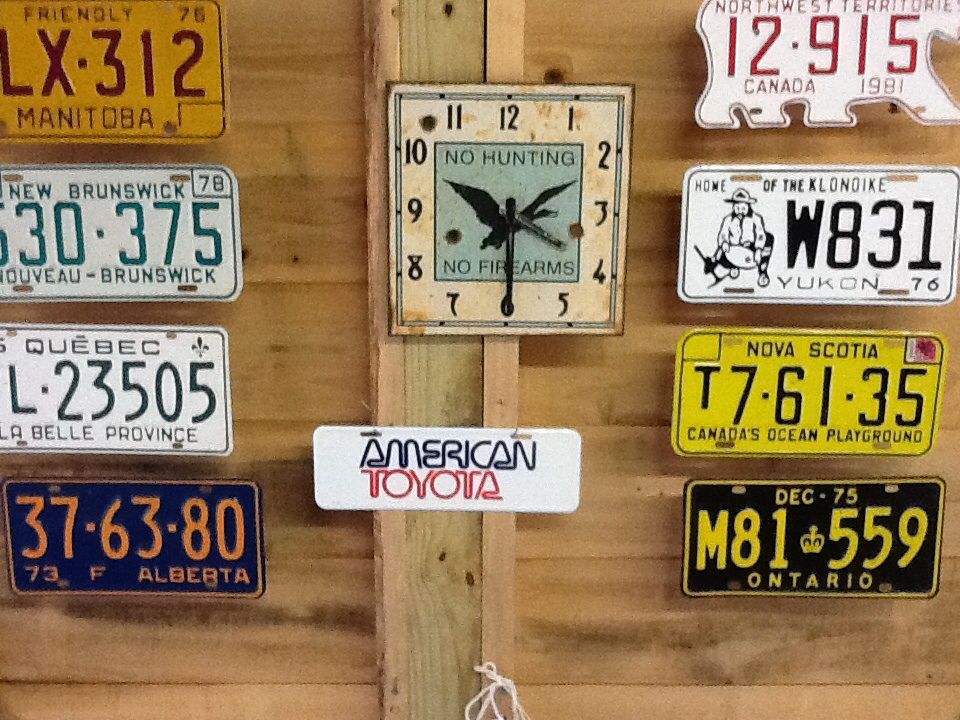 FRIENDLY 76
LX·312
MANITOBA
NEW BRUNSWICK 78
530·375
NOUVEAU-BRUNSWICK
QUÉBEC
L·23505
LA BELLE PROVINCE
37·63·80
73 F ALBERTA
11 12 1
10 2
NO HUNTING
9 3
8 4
NO FIREARMS
7 6 5
AMERICAN
TOYOTA
NORTHWEST TERRITORIES
12·915
CANADA 1981
HOME OF THE KLONDIKE
W831
YUKON 76
NOVA SCOTIA
T7·61·35
CANADA'S OCEAN PLAYGROUND
DEC-75
M81 559
ONTARIO